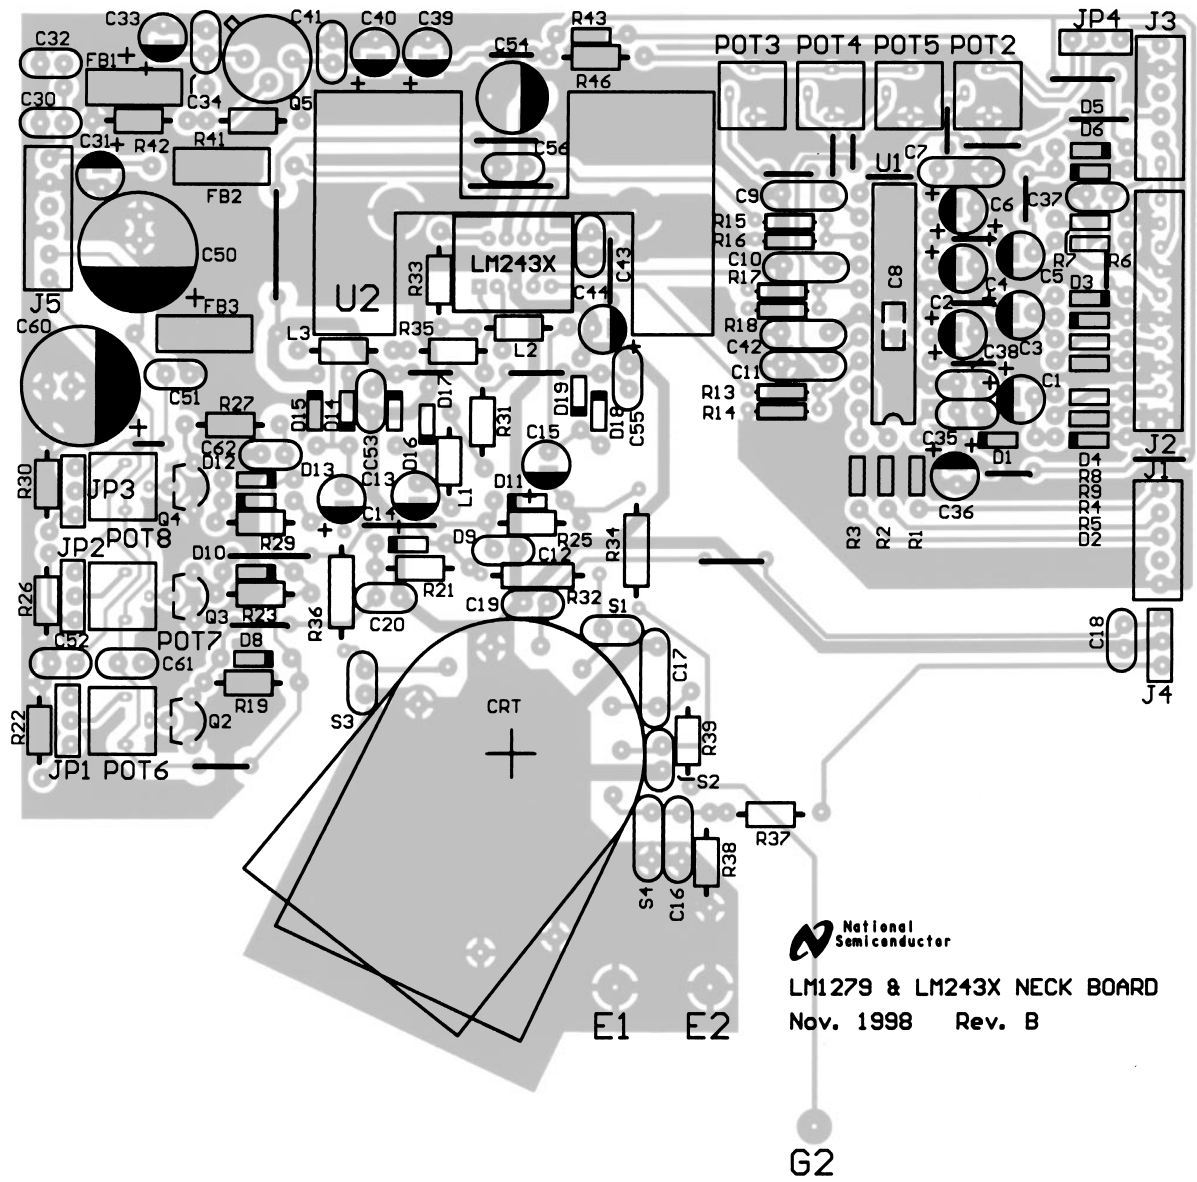 C33
C41
C40
C39
R43
JP4
J3
C32
C54
POT3
POT4
POT5
POT2
FB1
R46
C30
C34
Q5
D5
R42
R41
D6
C31
C56
U1
C7
FB2
C9
C6
C37
R15
R16
C50
R33
LM243X
C43
C10
R7
R6
R17
C8
C5
J5
C4
D3
U2
C44
C2
FB3
C60
R35
R18
L3
L2
C42
C3
C38
C51
C11
D17
D19
R13
C1
R27
D15
D14
R31
D18
C55
R14
C62
C53
D16
C15
C35
D1
J2
R30
D12
D13
D4
JP3
C13
L1
D11
R8
J1
R9
POT8
Q4
C14
C36
R4
R5
JP2
R29
D9
R25
R34
R3
R2
R1
D2
D10
C12
R26
R21
R32
R23
Q3
R36
C20
C19
S1
C52
POT7
D8
C18
C61
C17
R19
J4
R22
Q2
S3
CRT
R39
JP1
POT6
S2
R37
R38
S4
C16
National
Semiconductor
LM1279 & LM243X NECK BOARD
Nov. 1998 Rev. B
E1
E2
G2